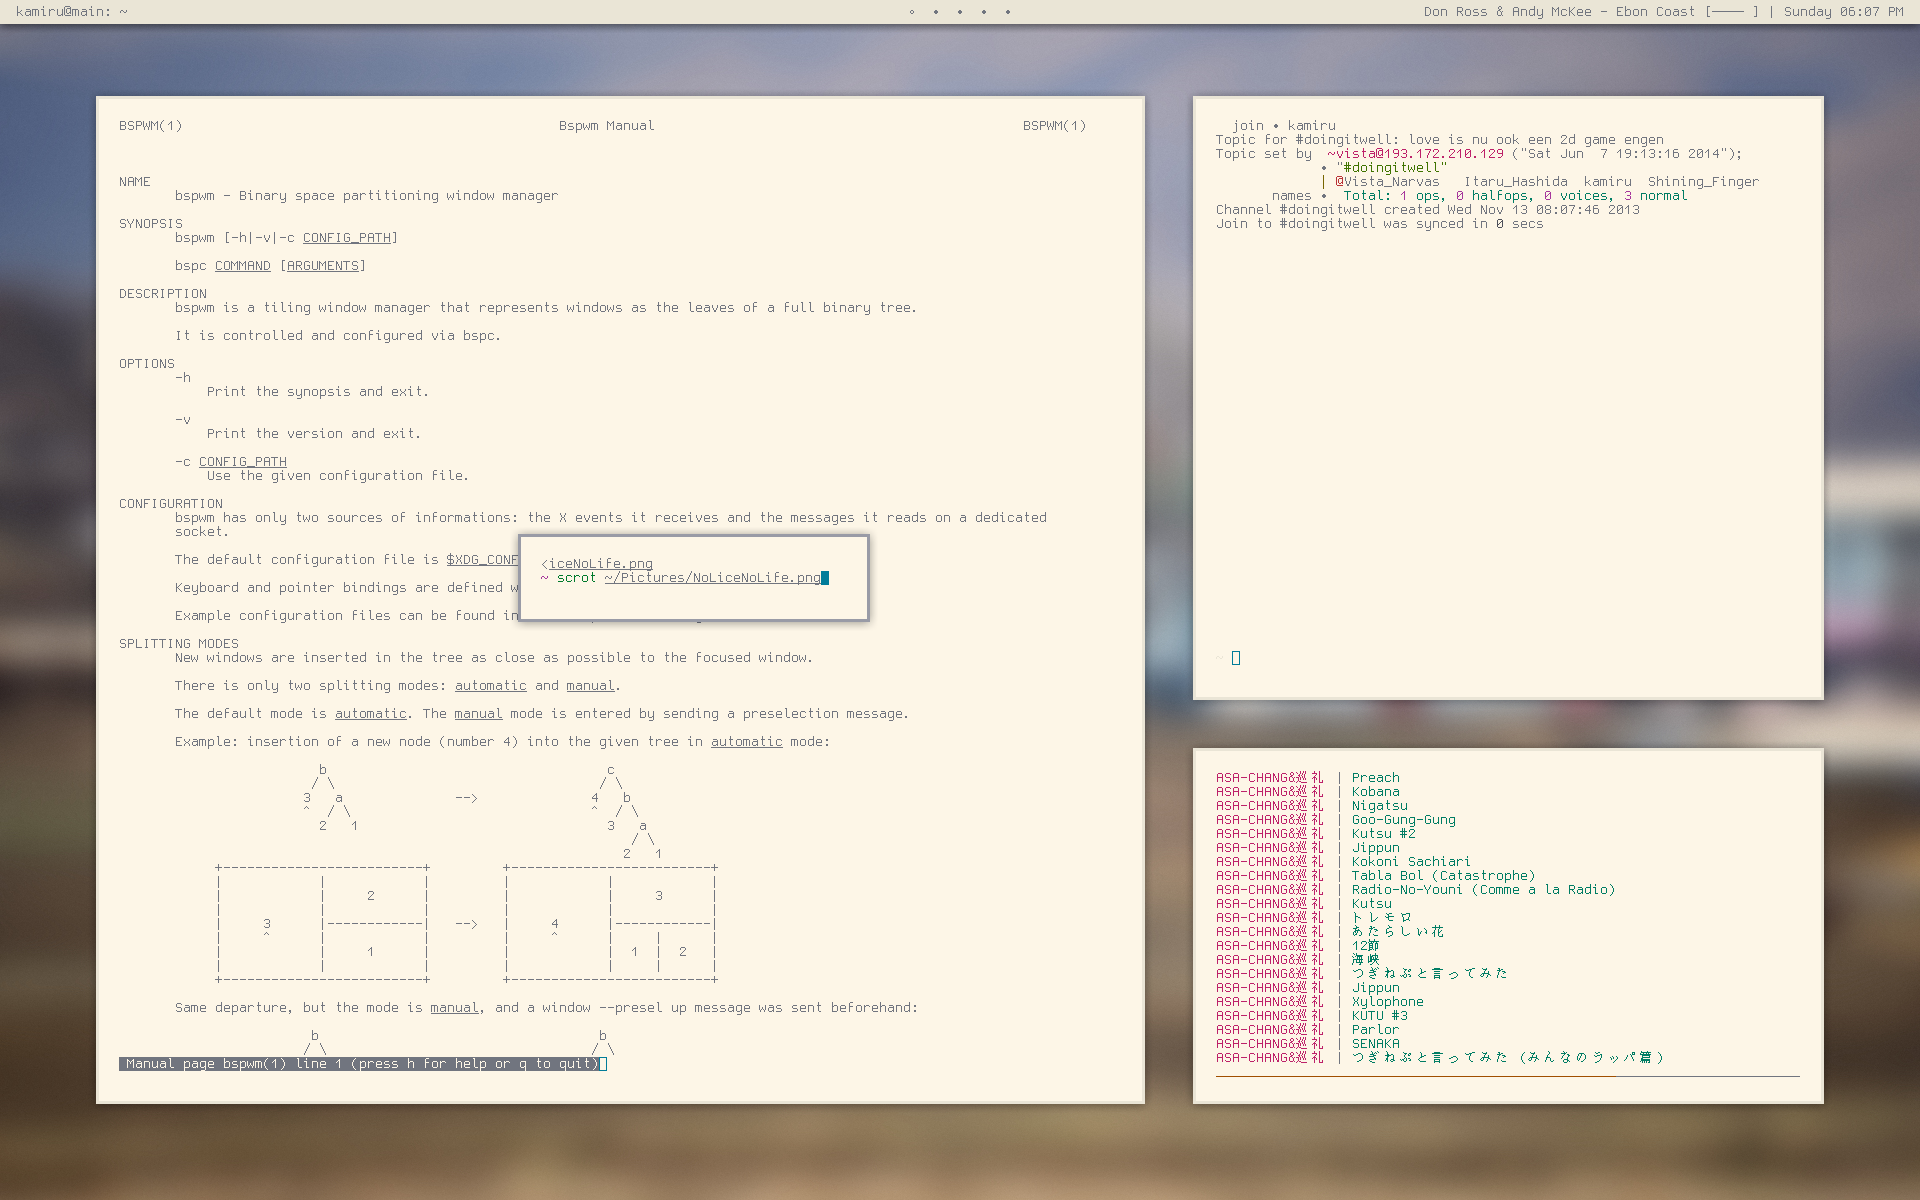 kamiru@main: ~
Don Ross & Andy McKee - Ebon Coast [──── ] | Sunday 06:07 PM
BSPWM(1) Bspwm Manual BSPWM(1)
NAME
bspwm - Binary space partitioning window manager
SYNOPSIS
bspwm [-h|-v|-c CONFIG_PATH]
bspc COMMAND [ARGUMENTS]
DESCRIPTION
bspwm is a tiling window manager that represents windows as the leaves of a full binary tree.
It is controlled and configured via bspc.
OPTIONS
-h
Print the synopsis and exit.
-v
Print the version and exit.
-c CONFIG_PATH
Use the given configuration file.
CONFIGURATION
bspwm has only two sources of informations: the X events it receives and the messages it reads on a dedicated
socket.
The default configuration file is $XDG_CONF
Keyboard and pointer bindings are defined w
Example configuration files can be found in
SPLITTING MODES
New windows are inserted in the tree as close as possible to the focused window.
There is only two splitting modes: automatic and manual.
The default mode is automatic. The manual mode is entered by sending a preselection message.
Example: insertion of a new node (number 4) into the given tree in automatic mode:
b c
/ \ / \
3 a --> 4 b
^ / \ ^ / \
2 1 3 a
/ \
2 1
+--------------------------+ +--------------------------+
| | | | | |
| | 2 | | | 3 |
| | | | | |
| 3 |------------| --> | 4 |------------|
| ^ | | | ^ | | |
| | 1 | | | 1 | 2 |
| | | | | | |
+--------------------------+ +--------------------------+
Same departure, but the mode is manual, and a window --presel up message was sent beforehand:
b b
/ \ / \
Manual page bspwm(1) line 1 (press h for help or q to quit)
<iceNoLife.png
~ scrot ~/Pictures/NoLiceNoLife.png
join • kamiru
Topic for #doingitwell: love is nu ook een 2d game engen
Topic set by ~vista@193.172.210.129 ("Sat Jun 7 19:13:16 2014");
• "#doingitwell"
| @Vista_Narvas Itaru_Hashida kamiru Shining_Finger
names • Total: 1 ops, 0 halfops, 0 voices, 3 normal
Channel #doingitwell created Wed Nov 13 08:07:46 2013
Join to #doingitwell was synced in 0 secs
~
ASA-CHANG&巡礼 | Preach
ASA-CHANG&巡礼 | Kobana
ASA-CHANG&巡礼 | Nigatsu
ASA-CHANG&巡礼 | Goo-Gung-Gung
ASA-CHANG&巡礼 | Kutsu #2
ASA-CHANG&巡礼 | Jippun
ASA-CHANG&巡礼 | Kokoni Sachiari
ASA-CHANG&巡礼 | Tabla Bol (Catastrophe)
ASA-CHANG&巡礼 | Radio-No-Youni (Comme a la Radio)
ASA-CHANG&巡礼 | Kutsu
ASA-CHANG&巡礼 | トレモロ
ASA-CHANG&巡礼 | あたらしい花
ASA-CHANG&巡礼 | 12節
ASA-CHANG&巡礼 | 海峡
ASA-CHANG&巡礼 | つぎねぷと言ってみた
ASA-CHANG&巡礼 | Jippun
ASA-CHANG&巡礼 | Xylophone
ASA-CHANG&巡礼 | KUTU #3
ASA-CHANG&巡礼 | Parlor
ASA-CHANG&巡礼 | SENAKA
ASA-CHANG&巡礼 | つぎねぷと言ってみた (みんなのラッパ篇)